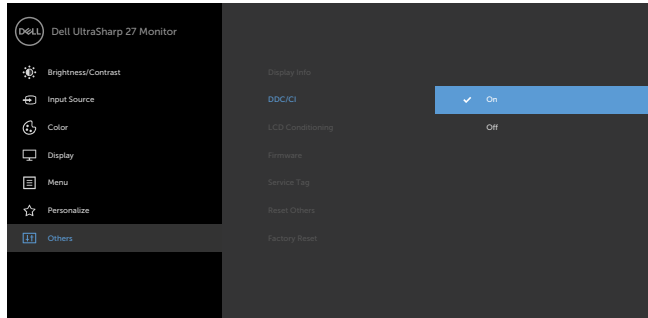 DELL Dell UltraSharp 27 Monitor
Brightness/Contrast
Display Info
Input Source
DDC/CI
On
Color
LCD Conditioning
Off
Display
Firmware
Menu
Service Tag
Personalize
Reset Others
Others
Factory Reset